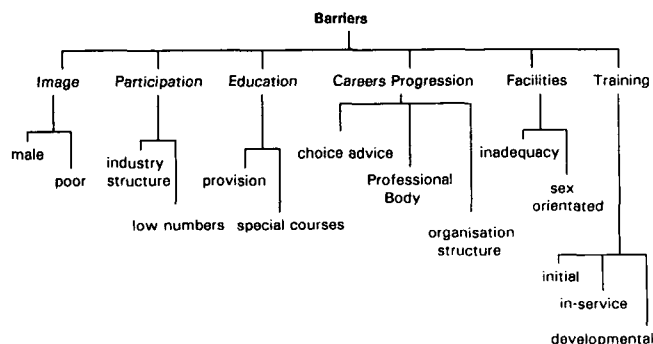 Barriers
Image Participation Education Careers Progression Facilities Training
male
poor
industry
structure
low numbers
provision
special courses
choice advice
Professional
Body
organisation
structure
inadequacy
sex
orientated
initial
in-service
developmental